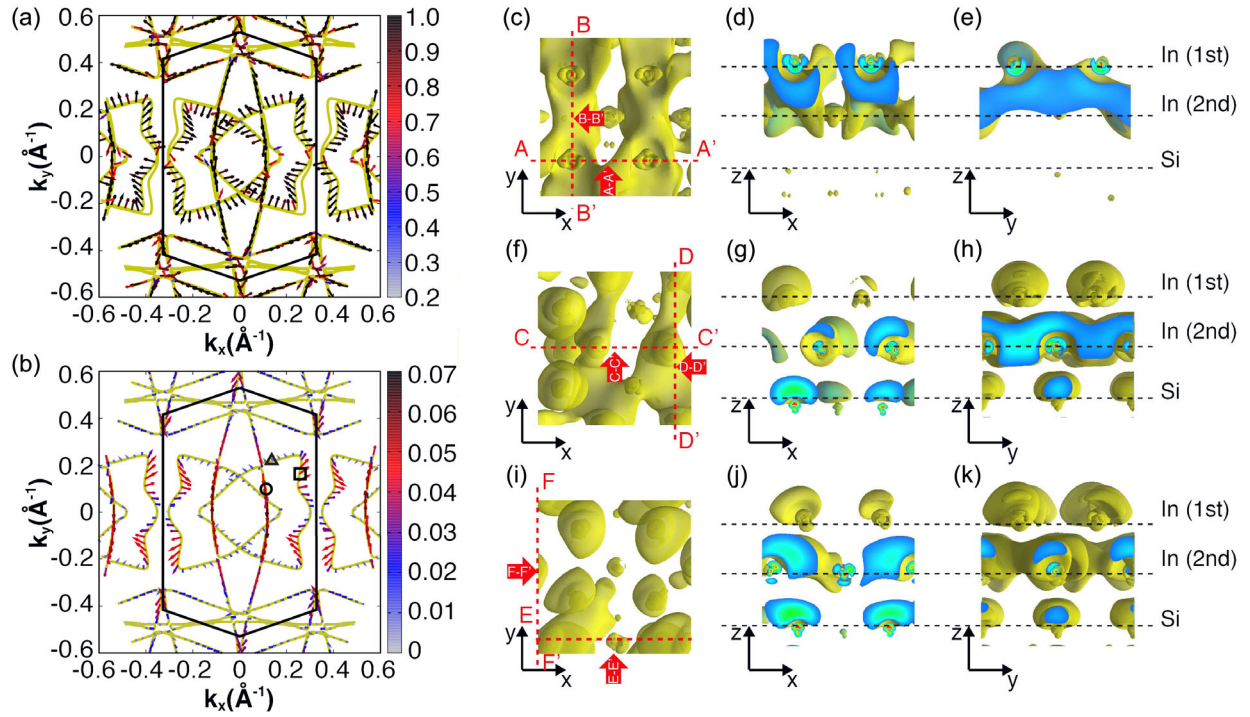 (a)
0.6
0.4
0.2
0
-0.2
-0.4
-0.6
-0.6 -0.4 -0.2 0 0.2 0.4 0.6
kx(Å-1)
ky(Å-1)
1.0
0.9
0.8
0.7
0.6
0.5
0.4
0.3
0.2
(b)
0.6
0.4
0.2
0
-0.2
-0.4
-0.6
-0.6 -0.4 -0.2 0 0.2 0.4 0.6
kx(Å-1)
ky(Å-1)
0.07
0.06
0.05
0.04
0.03
0.02
0.01
0
(c)
B
B-B'
A A'
A-A'
B'
y
x
(d)
z
x
(e)
In (1st)
In (2nd)
Si
z
y
(f)
D
C C'
C-C'
D-D'
D'
y
x
(g)
z
x
(h)
In (1st)
In (2nd)
Si
z
y
(i)
F
F-F'
E
E-E'
F'
y
x
(j)
z
x
(k)
In (1st)
In (2nd)
Si
z
y